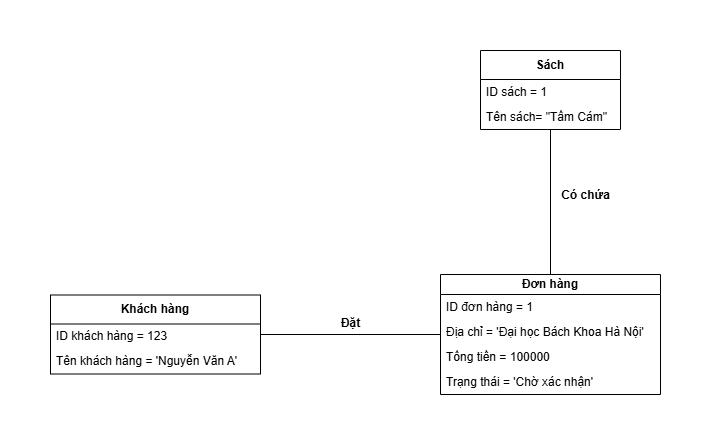 Sách
ID sách = 1
Tên sách= "Tấm Cám"
Có chứa
Đơn hàng
ID đơn hàng = 1
Địa chỉ = 'Đại học Bách Khoa Hà Nội'
Tổng tiền = 100000
Trạng thái = 'Chờ xác nhận'
Đặt
Khách hàng
ID khách hàng = 123
Tên khách hàng = 'Nguyễn Văn A'